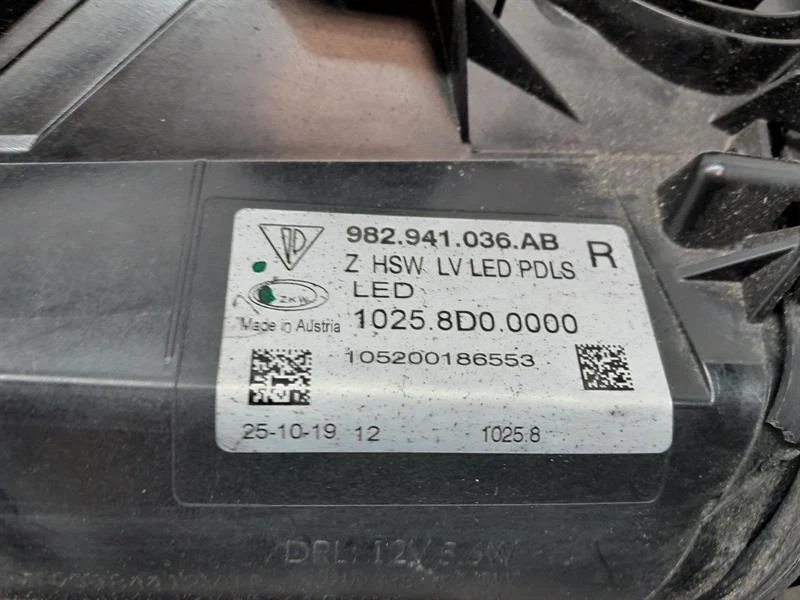 982.941.036.AB R
Z HSW LV LED PDLS
ZKW LED
Made in Austria 1025.8D0.0000
105200186553
25-10-19 12 1025.8
DRL: 12V